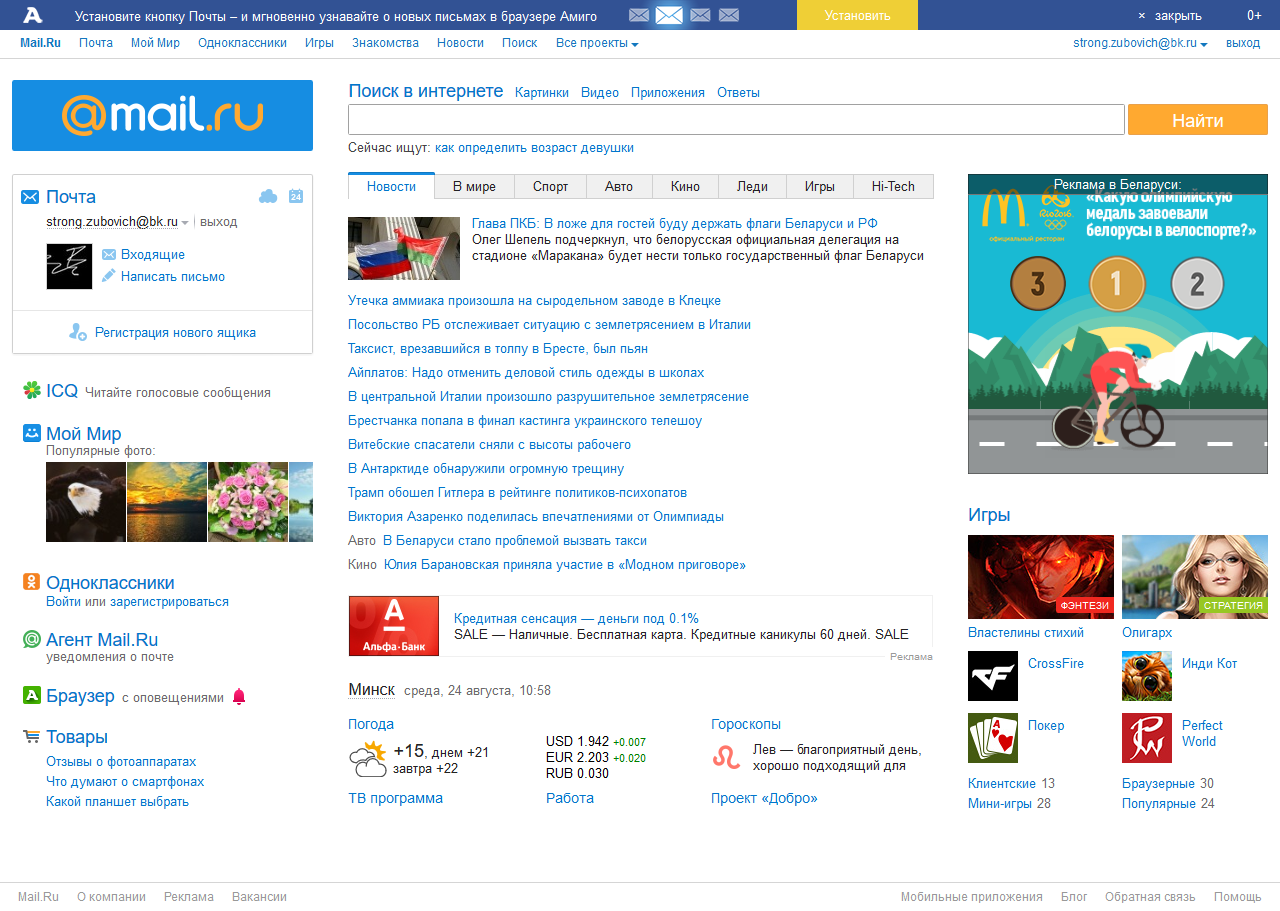 Установите кнопку Почты – и мгновенно узнавайте о новых письмах в браузере Амиго
Установить
× закрыть
0+
Mail.Ru Почта Мой Мир Одноклассники Игры Знакомства Новости Поиск Все проекты
strong.zubovich@bk.ru выход
@mail.ru
Поиск в интернете Картинки Видео Приложения Ответы
Найти
Сейчас ищут: как определить возраст девушки
Почта
24
strong.zubovich@bk.ru выход
Входящие
Написать письмо
Регистрация нового ящика
ICQ Читайте голосовые сообщения
Мой Мир
Популярные фото:
Одноклассники
Войти или зарегистрироваться
Агент Mail.Ru
уведомления о почте
Браузер с оповещениями
Товары
Отзывы о фотоаппаратах
Что думают о смартфонах
Какой планшет выбрать
Новости В мире Спорт Авто Кино Леди Игры Hi-Tech
Глава ПКБ: В ложе для гостей буду держать флаги Беларуси и РФ
Олег Шепель подчеркнул, что белорусская официальная делегация на
стадионе «Маракана» будет нести только государственный флаг Беларуси
Утечка аммиака произошла на сыродельном заводе в Клецке
Посольство РБ отслеживает ситуацию с землетрясением в Италии
Таксист, врезавшийся в толпу в Бресте, был пьян
Айплатов: Надо отменить деловой стиль одежды в школах
В центральной Италии произошло разрушительное землетрясение
Брестчанка попала в финал кастинга украинского телешоу
Витебские спасатели сняли с высоты рабочего
В Антарктиде обнаружили огромную трещину
Трамп обошел Гитлера в рейтинге политиков-психопатов
Виктория Азаренко поделилась впечатлениями от Олимпиады
Авто В Беларуси стало проблемой вызвать такси
Кино Юлия Барановская приняла участие в «Модном приговоре»
А
Альфа·Банк
Кредитная сенсация — деньги под 0.1%
SALE — Наличные. Бесплатная карта. Кредитные каникулы 60 дней. SALE
Реклама
Минск среда, 24 августа, 10:58
Погода
+15, днем +21
завтра +22
ТВ программа
USD 1.942 +0.007
EUR 2.203 +0.020
RUB 0.030
Работа
Гороскопы
Лев — благоприятный день,
хорошо подходящий для
Проект «Добро»
Реклама в Беларуси:
официальный ресторан
Rio2016
«Какую олимпийскую
медаль завоевали
белорусы в велоспорте?»
3 1 2
Игры
ФЭНТЕЗИ
СТРАТЕГИЯ
Властелины стихий
Олигарх
CrossFire
Инди Кот
Покер
Perfect
World
Клиентские 13
Браузерные 30
Мини-игры 28
Популярные 24
Mail.Ru О компании Реклама Вакансии
Мобильные приложения Блог Обратная связь Помощь